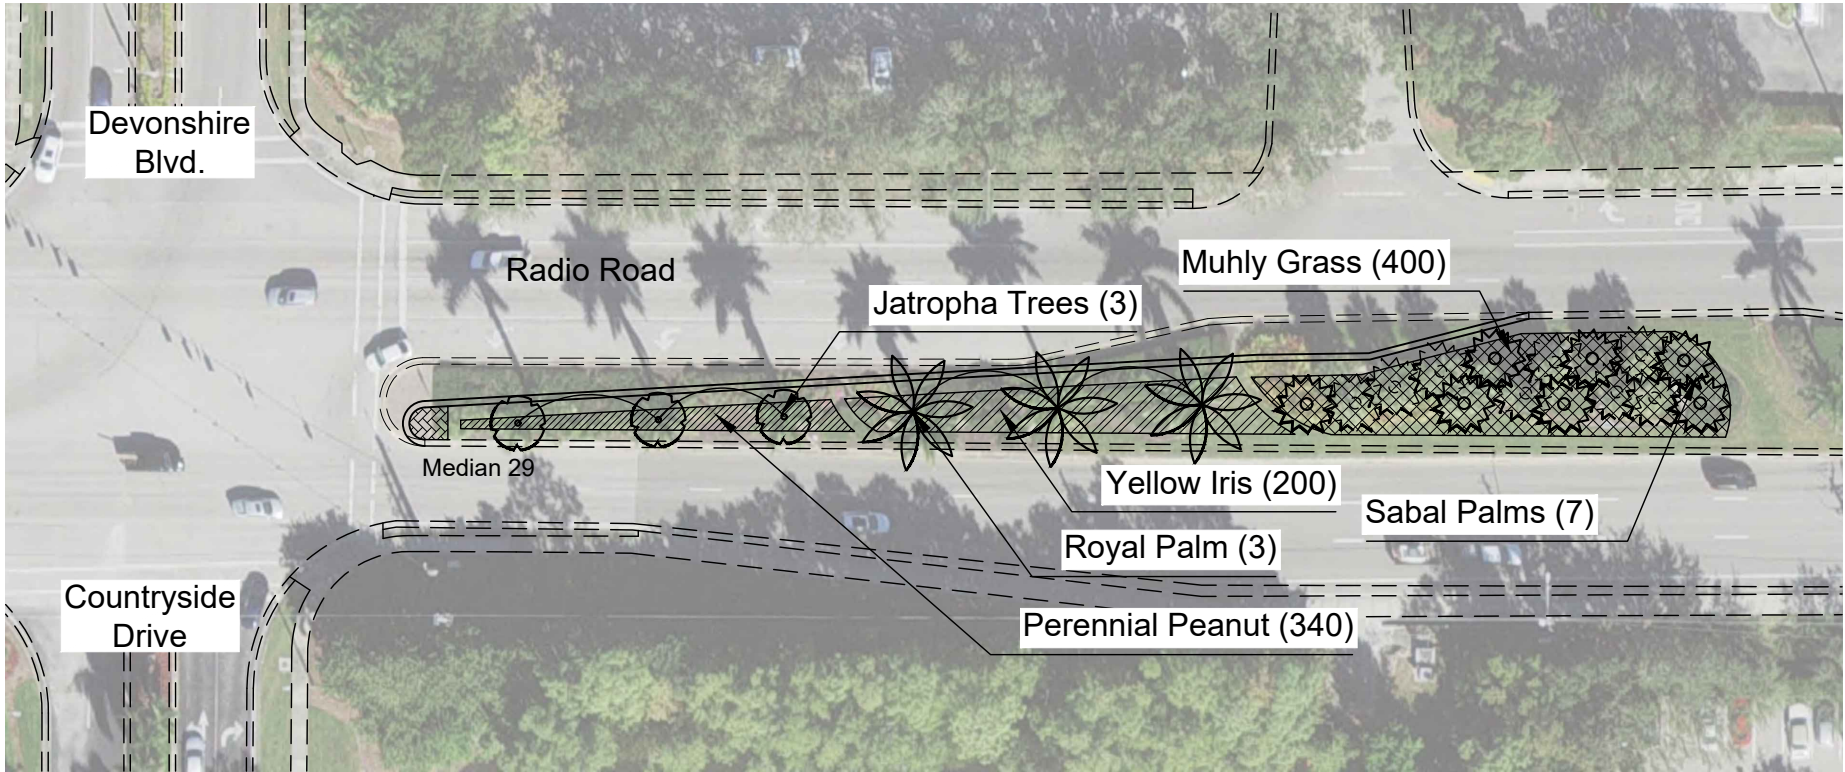 Devonshire
Blvd.
Radio Road
Muhly Grass (400)
Jatropha Trees (3)
Median 29
Yellow Iris (200)
Sabal Palms (7)
Royal Palm (3)
Countryside
Drive
Perennial Peanut (340)